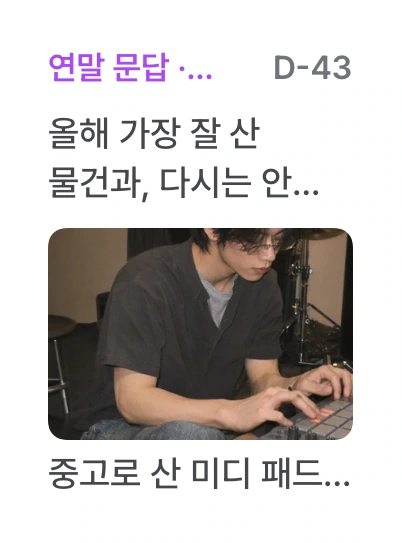 연말 문답 ·...
D-43
올해 가장 잘 산
물건과, 다시는 안...
중고로 산 미디 패드...